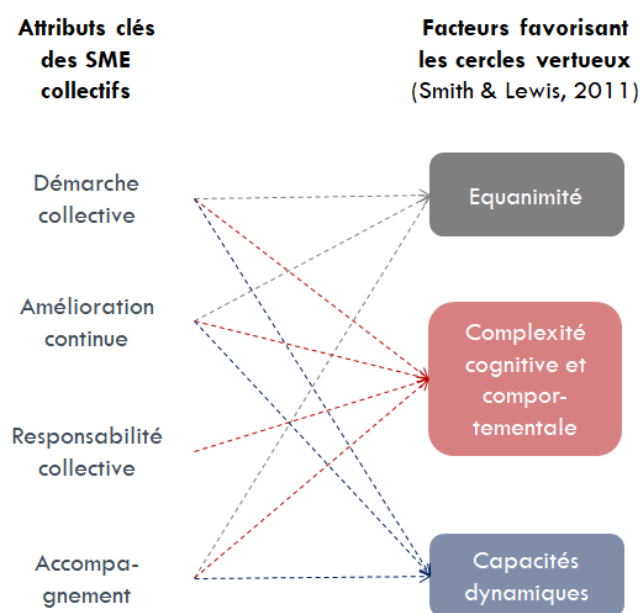 Attributs clés
des SME
collectifs
Facteurs favorisant
les cercles vertueux
(Smith & Lewis, 2011)
Démarche
collective
Amélioration
continue
Responsabilité
collective
Accompa-
gnement
Equanimité
Complexité
cognitive et
compor-
tementale
Capacités
dynamiques